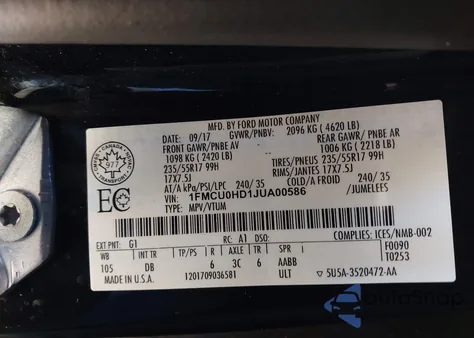 MFD. BY FORD MOTOR COMPANY
DATE: 09/17 GVWR/PNBV: 2096 KG ( 4620 LB)
FRONT GAWR/PNBE AV REAR GAWR/PNBE AR
1098 KG ( 2420 LB) 1006 KG ( 2218 LB)
235/55R17 99H TIRES/PNEUS 235/55R17 99H
17X7.5J 17X7.5J
AT/A kPa/PSI/LPC 240/35 COLD/A FROID 240/ 35
VIN: 1FMCU0HD1JUA00586 /JUMELEES
TYPE: MPV/VTUM
CANADA
977
EC
EXT PNT: G1 RC: A1 DSO: COMPLIES: ICES/NMB-002
WB INT TR TP/PS R AXLE TR SPR F0090
105 DB 6 3C 6 AABB T0253
MADE IN U.S.A. 1201709036581 ULT 5U5A-3520472-AA
AutoSnap